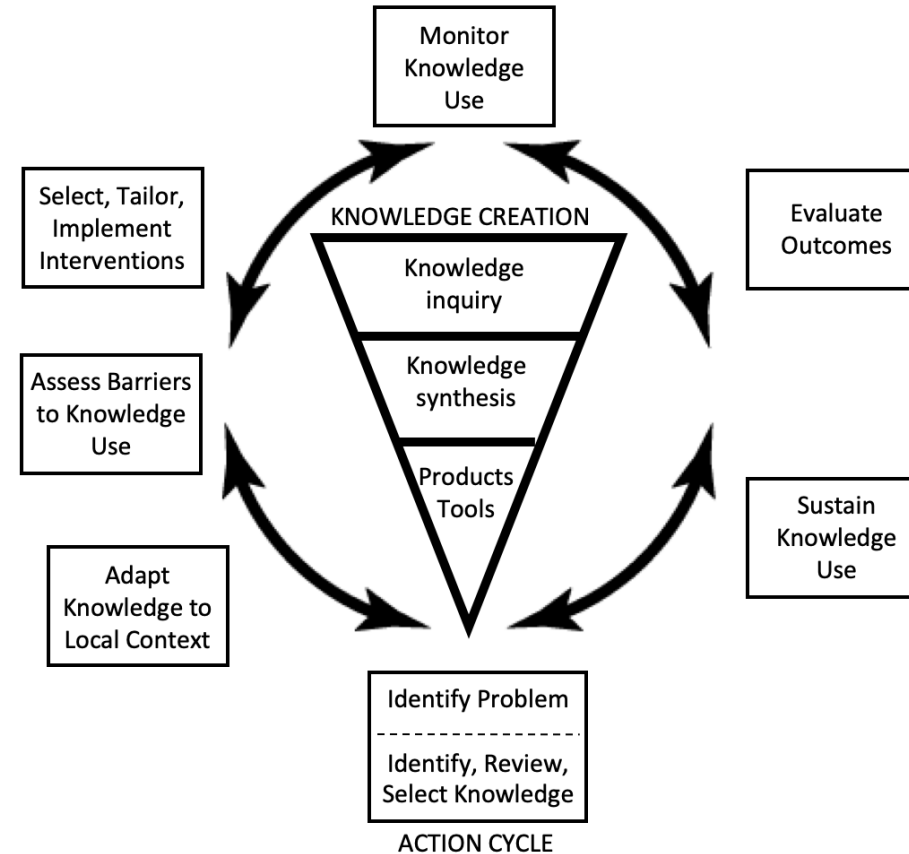 Monitor
Knowledge
Use
Select, Tailor,
Implement
Interventions
Evaluate
Outcomes
KNOWLEDGE CREATION
Knowledge
inquiry
Assess Barriers
to Knowledge
Use
Knowledge
synthesis
Products
Tools
Sustain
Knowledge
Use
Adapt
Knowledge to
Local Context
Identify Problem
Identify, Review,
Select Knowledge
ACTION CYCLE